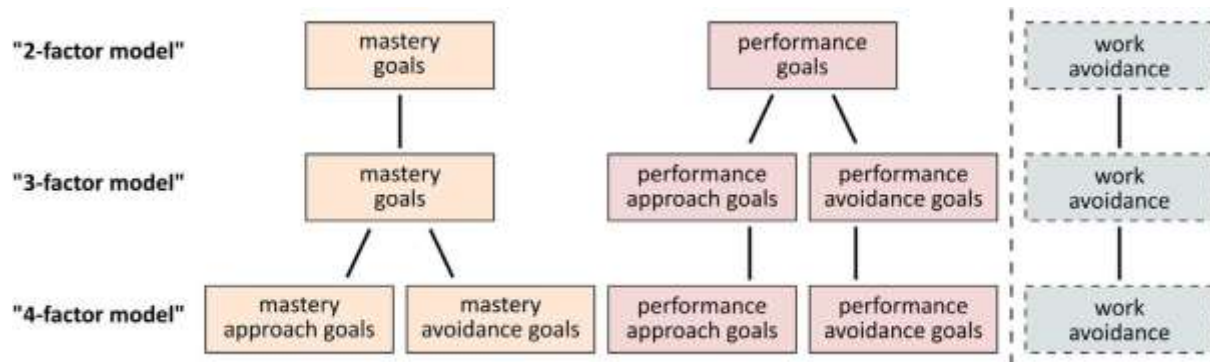 "2-factor model"
mastery
goals
performance
goals
work
avoidance
"3-factor model"
mastery
goals
performance
approach goals
performance
avoidance goals
work
avoidance
"4-factor model"
mastery
approach goals
mastery
avoidance goals
performance
approach goals
performance
avoidance goals
work
avoidance